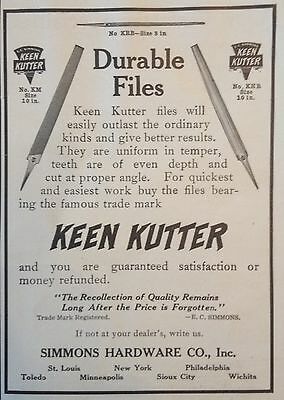 No KRR—Size 3 in
E.C. SIMMONS
KEEN
KUTTER
No. KM
Size
10 in.
KEEN
KUTTER
Size
10 in.
Durable
Files
Keen Kutter files will
easily outlast the ordinary
kinds and give better results.
They are uniform in temper,
teeth are of even depth and
cut at proper angle. For quickest
and easiest work buy the files bear-
ing the famous trade mark
KEEN KUTTER
and you are guaranteed satisfaction or
money refunded.
"The Recollection of Quality Remains
Long After the Price is Forgotten."
Trade Mark Registered. —E. C. SIMMONS.
If not at your dealer's, write us.
SIMMONS HARDWARE CO., Inc.
St. Louis New York Philadelphia
Toledo Minneapolis Sioux City Wichita